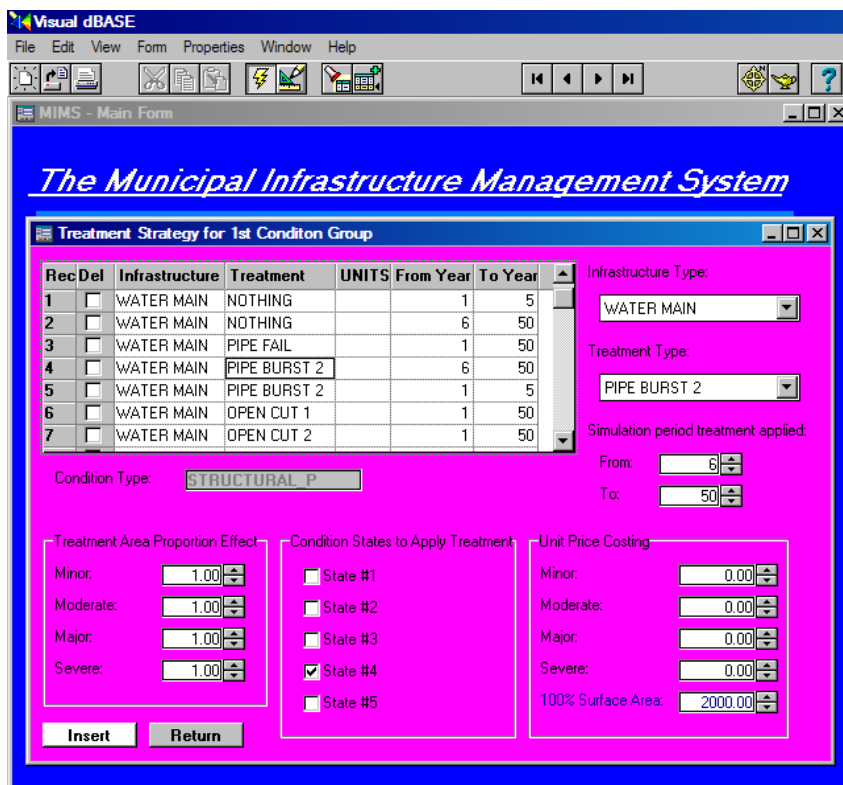 Visual dBASE
File Edit View Form Properties Window Help
MIMS - Main Form
The Municipal Infrastructure Management System
Treatment Strategy for 1st Conditon Group
Rec Del Infrastructure Treatment UNITS From Year To Year
1 WATER MAIN NOTHING 1 5
2 WATER MAIN NOTHING 6 50
3 WATER MAIN PIPE FAIL 1 50
4 WATER MAIN PIPE BURST 2 6 50
5 WATER MAIN PIPE BURST 2 1 5
6 WATER MAIN OPEN CUT 1 1 50
7 WATER MAIN OPEN CUT 2 1 50
Infrastructure Type:
WATER MAIN
Treatment Type:
PIPE BURST 2
Simulation period treatment applied:
From: 6
To: 50
Condition Type: STRUCTURAL_P
Treatment Area Proportion Effect
Minor: 1.00
Moderate: 1.00
Major: 1.00
Severe: 1.00
Condition States to Apply Treatment
State #1
State #2
State #3
State #4
State #5
Unit Price Costing
Minor: 0.00
Moderate: 0.00
Major: 0.00
Severe: 0.00
100% Surface Area: 2000.00
Insert Return